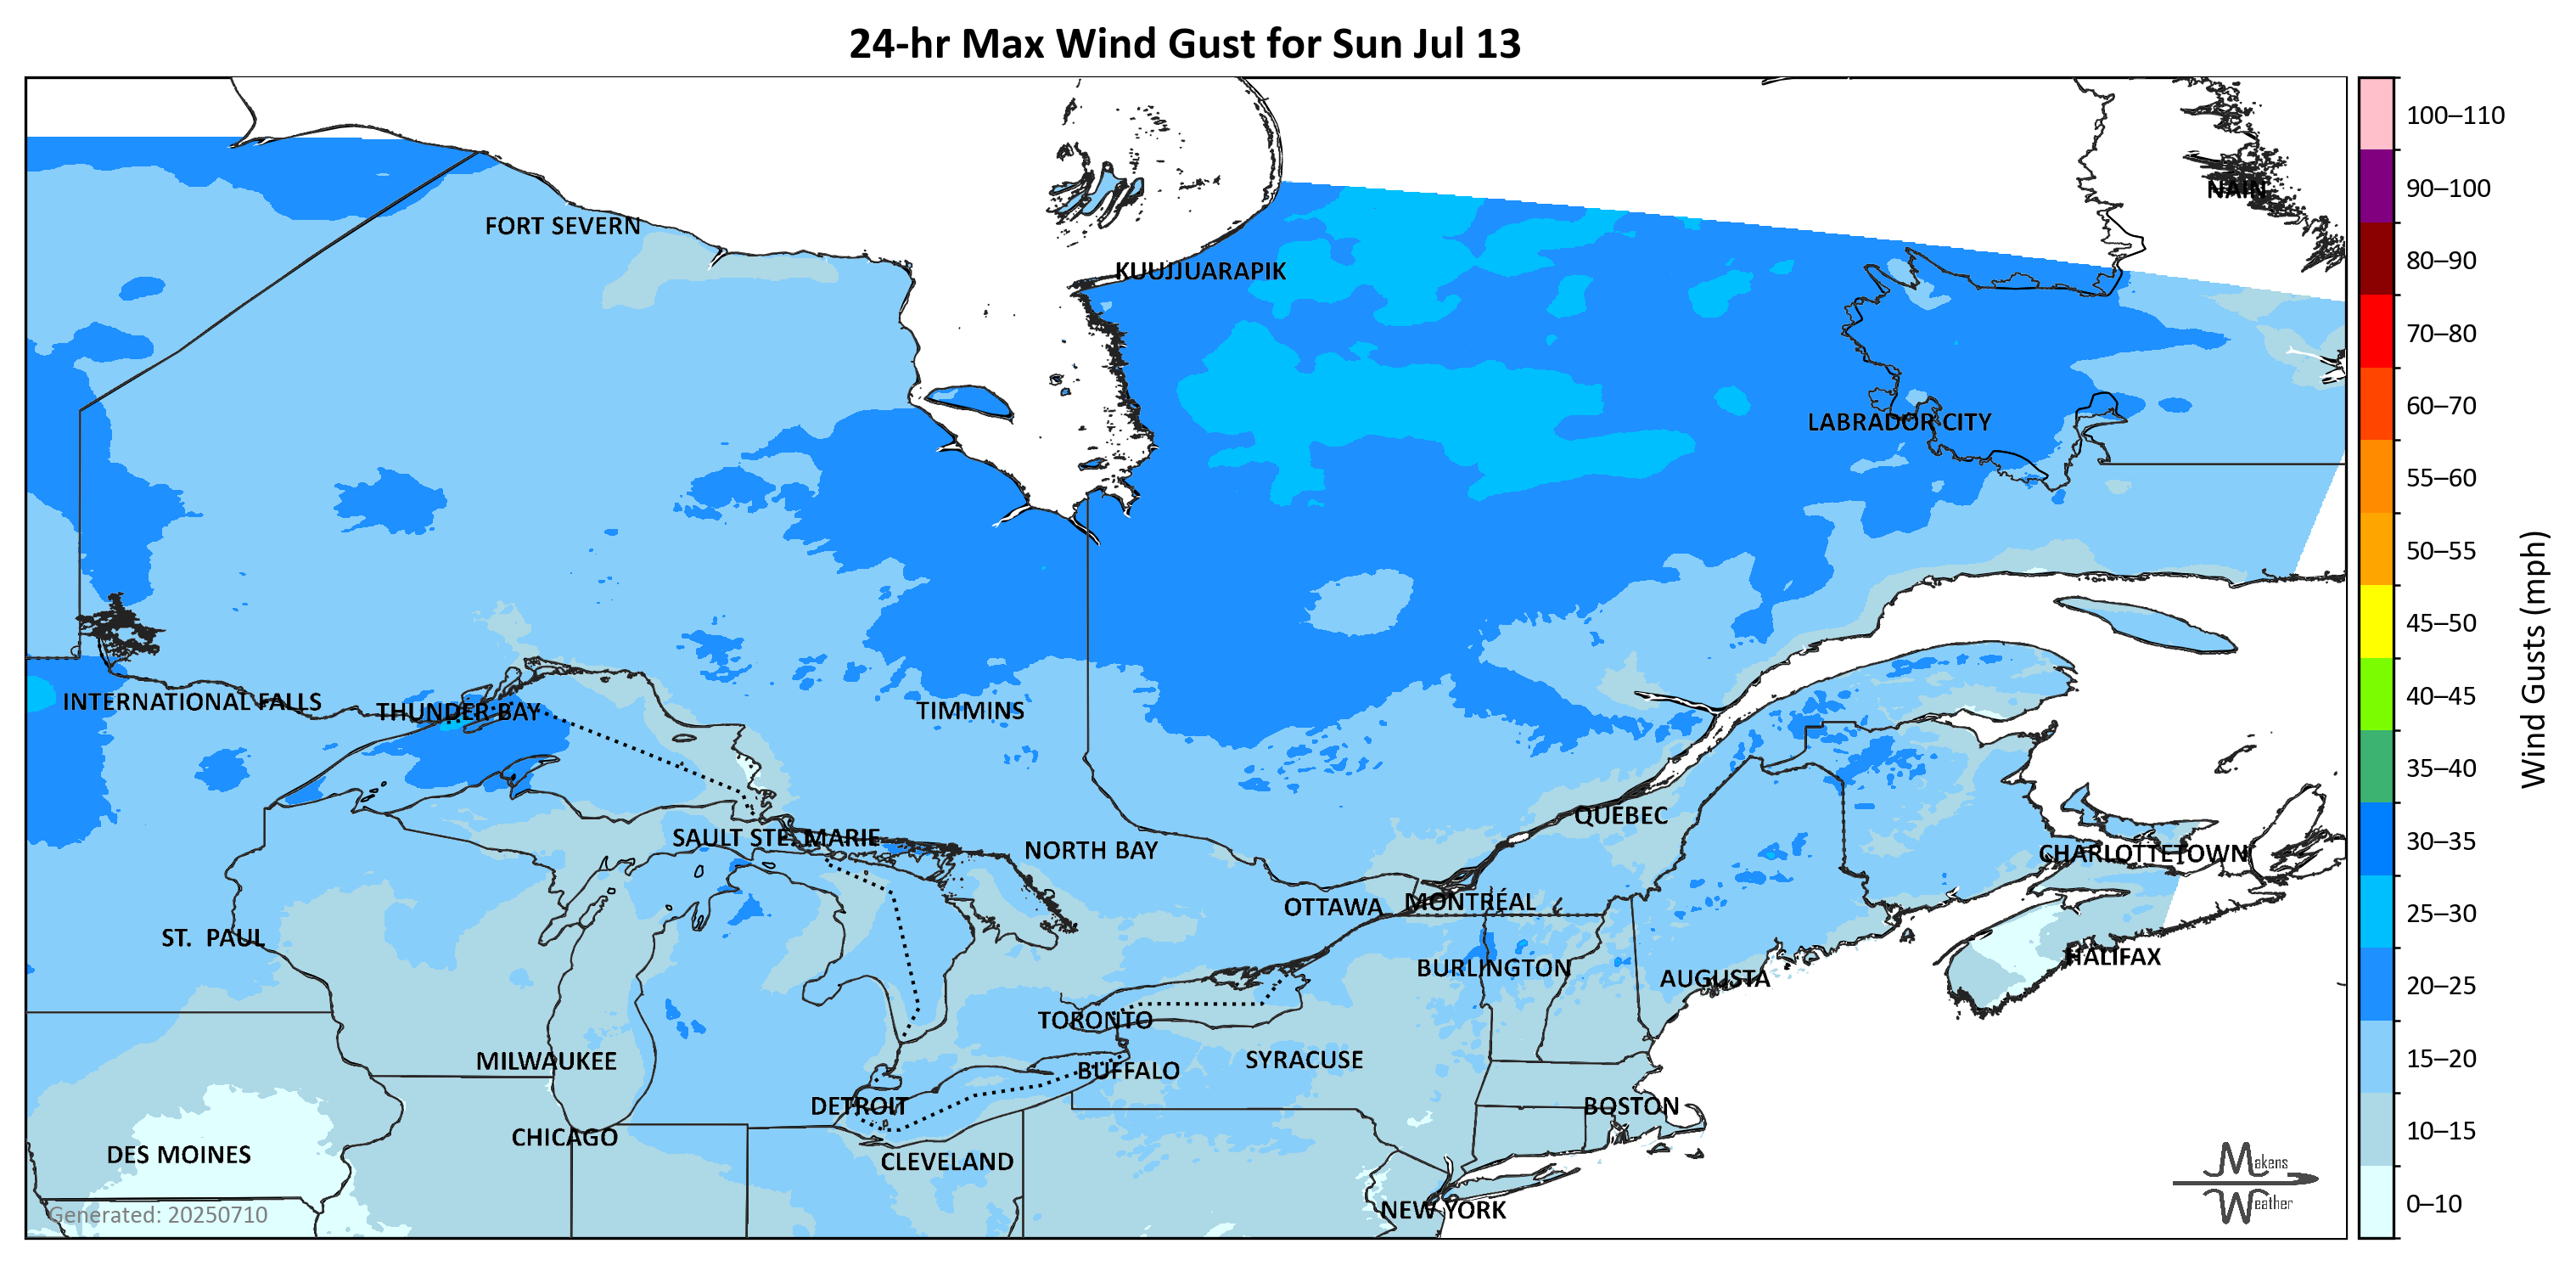 24-hr Max Wind Gust for Sun Jul 13
100–110
90–100
NAIN
80–90
FORT SEVERN
KUUJJUARAPIK
70–80
60–70
LABRADOR CITY
55–60
50–55
45–50
Wind Gusts (mph)
INTERNATIONAL FALLS
THUNDER BAY
TIMMINS
40–45
35–40
QUEBEC
SAULT STE. MARIE
NORTH BAY
CHARLOTTETOWN
30–35
OTTAWA
MONTRÉAL
25–30
ST. PAUL
BURLINGTON
AUGUSTA
HALIFAX
20–25
TORONTO
MILWAUKEE
BUFFALO
SYRACUSE
15–20
DETROIT
BOSTON
CHICAGO
10–15
DES MOINES
CLEVELAND
Makens
Weather
NEW YORK
0–10
Generated: 20250710